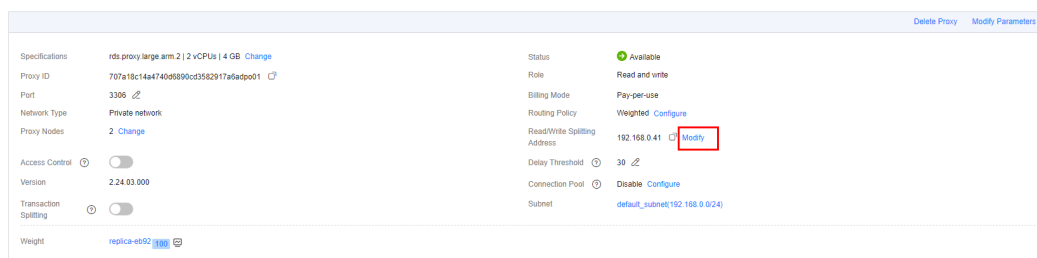 Delete Proxy Modify Parameters
Specifications rds.proxy.large.arm.2 | 2 vCPUs | 4 GB Change
Status Available
Proxy ID 707a18c14a4740d6890cd3582917a6adpo01
Role Read and write
Port 3306
Billing Mode Pay-per-use
Network Type Private network
Routing Policy Weighted Configure
Proxy Nodes 2 Change
Read/Write Splitting
Address 192.168.0.41 Modify
Access Control
Delay Threshold 30
Version 2.24.03.000
Connection Pool Disable Configure
Transaction
Splitting
Subnet default_subnet(192.168.0.0/24)
Weight replica-eb92 100